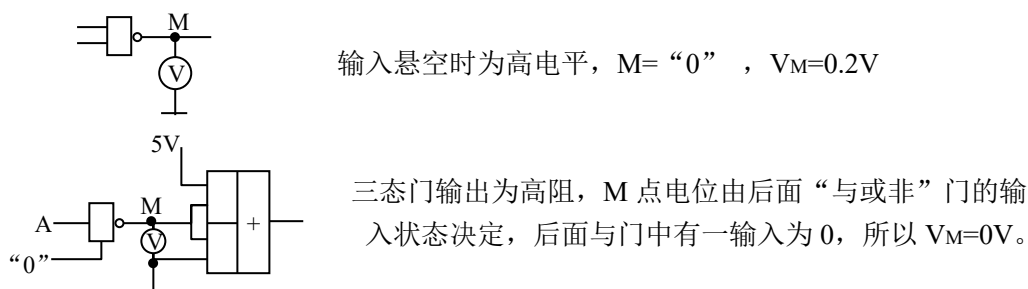 M
V
输入悬空时为高电平，M=“0” ，VM=0.2V
5V
三态门输出为高阻，M 点电位由后面“与或非”门的输
A
M
V
+
入状态决定，后面与门中有一输入为 0，所以 VM=0V。
“0”